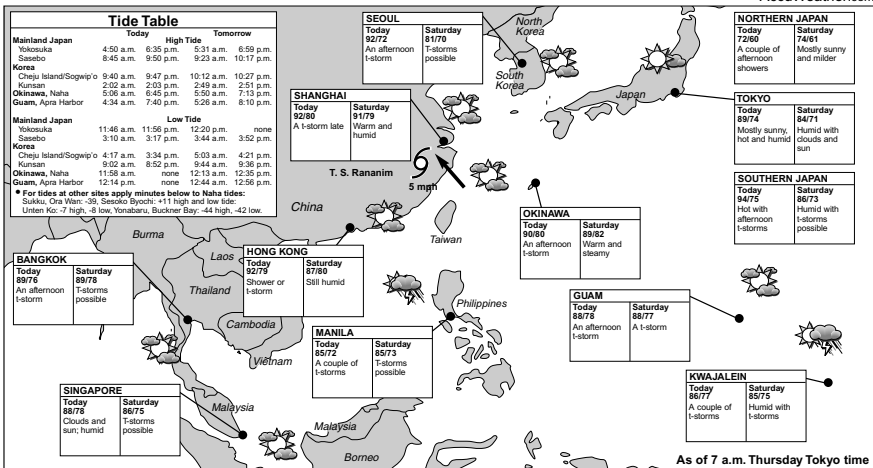 Tide Table
Today Tomorrow
Mainland Japan High Tide
Yokosuka 4:50 a.m. 6:35 p.m. 5:31 a.m. 6:59 p.m.
Sasebo 8:45 a.m. 9:50 p.m. 9:23 a.m. 10:17 p.m.
Korea
Cheju Island/Sogwip'o 9:40 a.m. 9:47 p.m. 10:12 a.m. 10:27 p.m.
Kunsan 2:02 a.m. 2:03 p.m. 2:49 a.m. 2:51 p.m.
Okinawa, Naha 5:06 a.m. 6:45 p.m. 5:50 a.m. 7:13 p.m.
Guam, Apra Harbor 4:34 a.m. 7:40 p.m. 5:26 a.m. 8:10 p.m.
Mainland Japan Low Tide
Yokosuka 11:46 a.m. 11:56 p.m. 12:20 p.m. none
Sasebo 3:10 a.m. 3:17 p.m. 3:44 a.m. 3:52 p.m.
Korea
Cheju Island/Sogwip'o 4:17 a.m. 3:34 p.m. 5:03 a.m. 4:21 p.m.
Kunsan 9:02 a.m. 8:52 p.m. 9:44 a.m. 9:36 p.m.
Okinawa, Naha 11:58 a.m. none 12:13 a.m. 12:35 p.m.
Guam, Apra Harbor 12:14 p.m. none 12:44 a.m. 12:56 p.m.
• For tides at other sites apply minutes below to Naha tides:
Sukku, Ora Wan: -39, Sesoko Byochi: +11 high and low tide:
Unten Ko: -7 high, -8 low, Yonabaru, Buckner Bay: -44 high, -42 low.
SEOUL
Today Saturday
92/72 81/70
An afternoon T-storms
t-storm possible
North
Korea
South
Korea
Japan
NORTHERN JAPAN
Today Saturday
72/60 74/61
A couple of Mostly sunny
afternoon and milder
showers
SHANGHAI
Today Saturday
92/80 91/79
A t-storm late Warm and
humid
TOKYO
Today Saturday
89/74 84/71
Mostly sunny, Humid with
hot and humid clouds and
sun
T. S. Rananim
5 mph
China
Taiwan
SOUTHERN JAPAN
Today Saturday
94/75 86/73
Hot with Humid with
afternoon t-storms
t-storms possible
OKINAWA
Today Saturday
90/80 89/82
An afternoon Warm and
t-storm steamy
Burma
Laos
Thailand
Cambodia
Vietnam
BANGKOK
Today Saturday
89/76 89/78
An afternoon T-storms
t-storm possible
HONG KONG
Today Saturday
92/79 87/80
Shower or Still humid
t-storm
Philippines
GUAM
Today Saturday
88/78 88/77
An afternoon A t-storm
t-storm
MANILA
Today Saturday
85/72 85/73
A couple of T-storms
t-storms possible
KWAJALEIN
Today Saturday
86/77 85/75
A couple of Humid with
t-storms t-storms
SINGAPORE
Today Saturday
88/78 86/75
Clouds and T-storms
sun; humid possible
Malaysia
Malaysia
Borneo
As of 7 a.m. Thursday Tokyo time